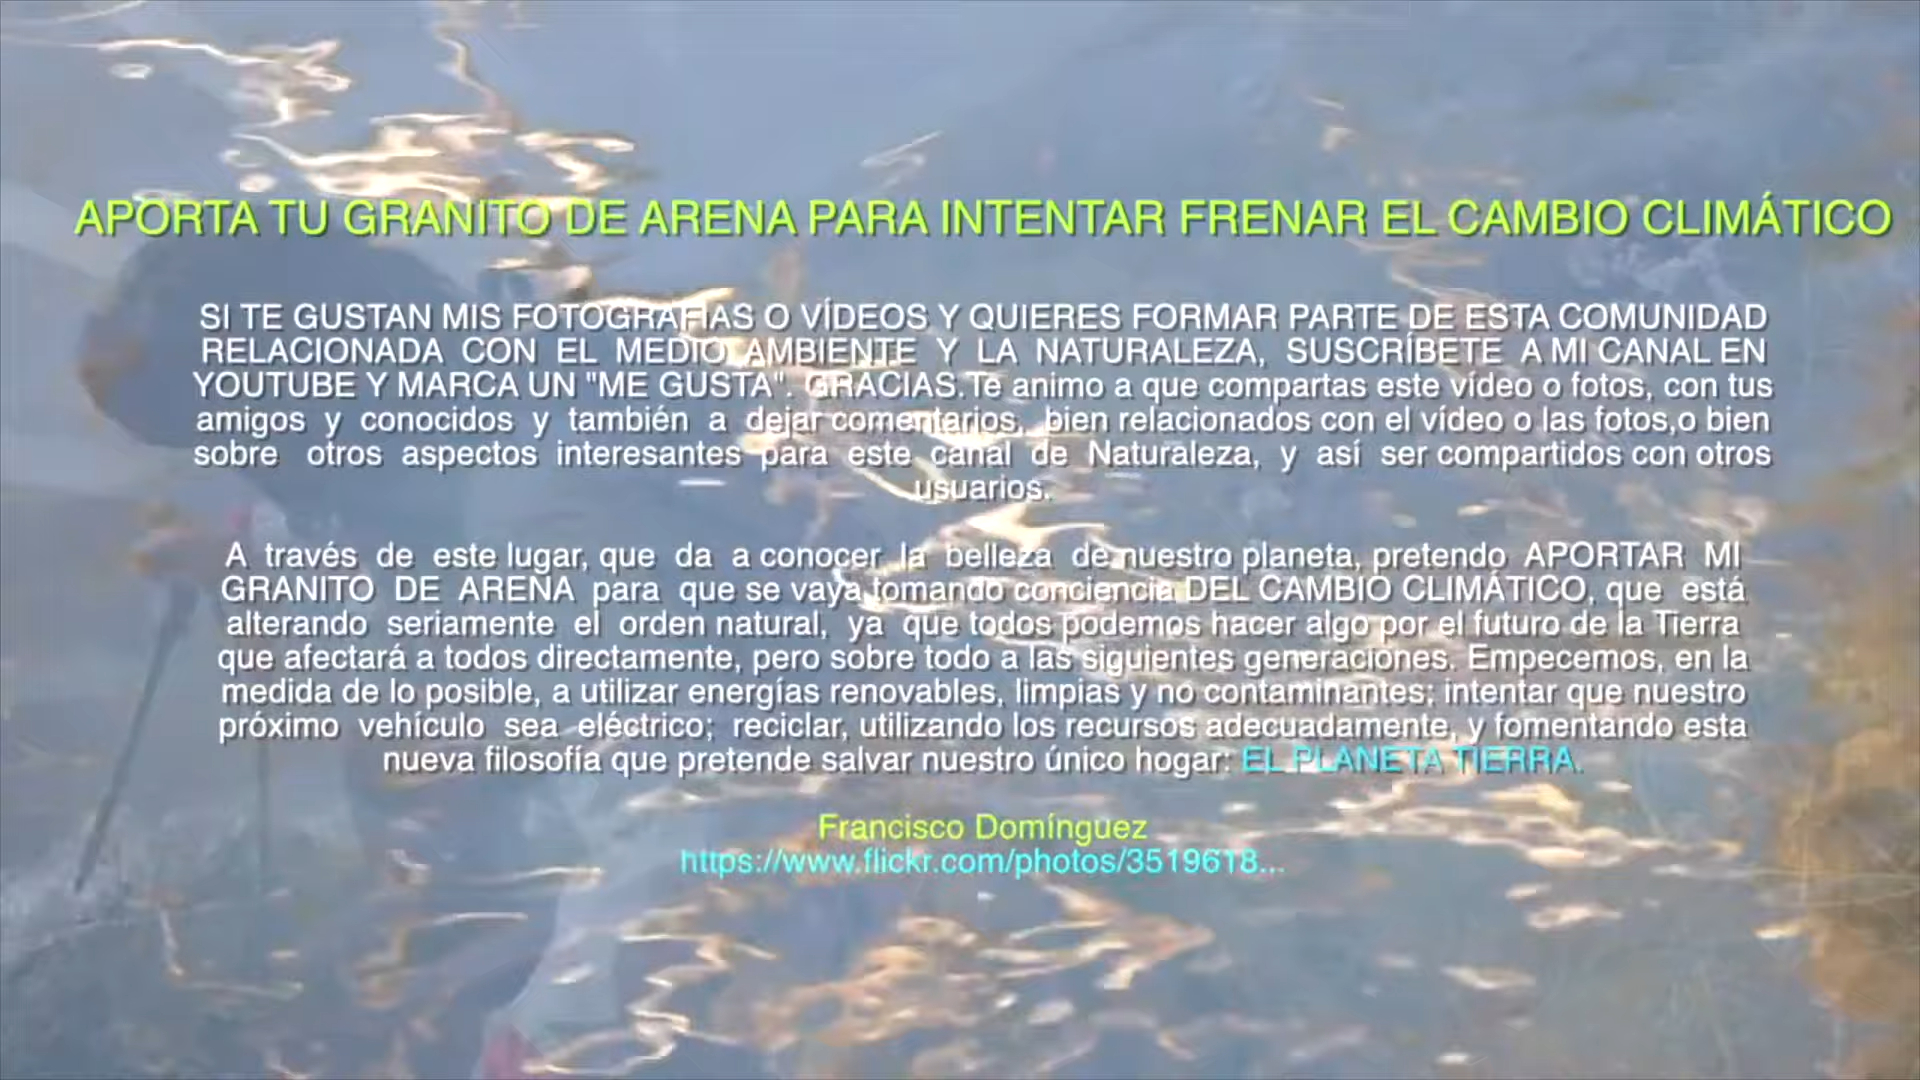 APORTA TU GRANITO DE ARENA PARA INTENTAR FRENAR EL CAMBIO CLIMÁTICO
SI TE GUSTAN MIS FOTOGRAFIAS O VÍDEOS Y QUIERES FORMAR PARTE DE ESTA COMUNIDAD
RELACIONADA CON EL MEDIO AMBIENTE Y LA NATURALEZA, SUSCRÍBETE A MI CANAL EN
YOUTUBE Y MARCA UN "ME GUSTA". GRACIAS.Te animo a que compartas este vídeo o fotos, con tus
amigos y conocidos y también a dejar comentarios, bien relacionados con el vídeo o las fotos,o bien
sobre otros aspectos interesantes para este canal de Naturaleza, y así ser compartidos con otros
usuarios.
A través de este lugar, que da a conocer la belleza de nuestro planeta, pretendo APORTAR MI
GRANITO DE ARENA para que se vaya tomando conciencia DEL CAMBIO CLIMÁTICO, que está
alterando seriamente el orden natural, ya que todos podemos hacer algo por el futuro de la Tierra
que afectará a todos directamente, pero sobre todo a las siguientes generaciones. Empecemos, en la
medida de lo posible, a utilizar energías renovables, limpias y no contaminantes; intentar que nuestro
próximo vehículo sea eléctrico; reciclar, utilizando los recursos adecuadamente, y fomentando esta
nueva filosofía que pretende salvar nuestro único hogar: EL PLANETA TIERRA.
Francisco Domínguez
https://www.flickr.com/photos/3519618...